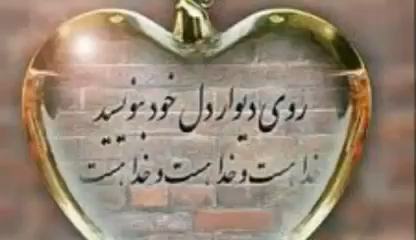 روی دیوار دل خود بنویسید
خدا هست و خدا هست و خدا هست